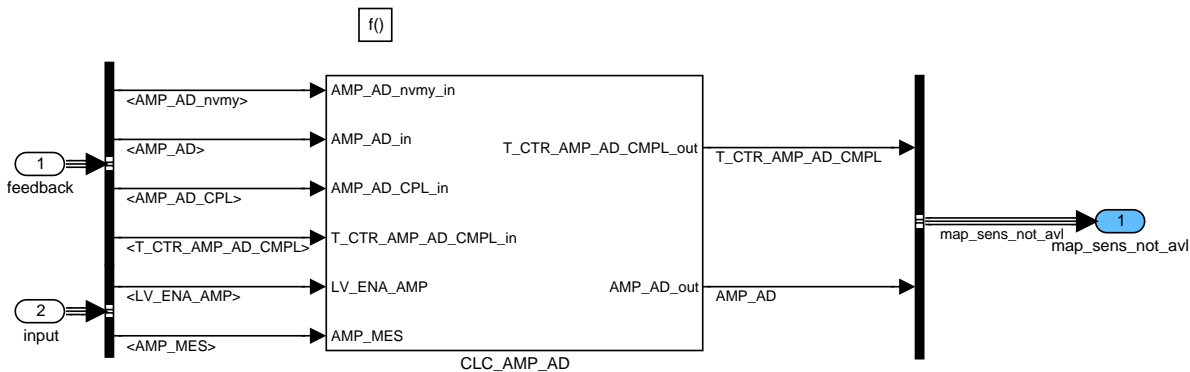 f()
<AMP_AD_nvmy>
AMP_AD_nvmy_in
<AMP_AD>
AMP_AD_in
T_CTR_AMP_AD_CMPL_out
T_CTR_AMP_AD_CMPL
1
feedback
<AMP_AD_CPL>
AMP_AD_CPL_in
<T_CTR_AMP_AD_CMPL>
T_CTR_AMP_AD_CMPL_in
map_sens_not_avl
1
map_sens_not_avl
<LV_ENA_AMP>
LV_ENA_AMP
AMP_AD_out
AMP_AD
2
input
<AMP_MES>
AMP_MES
CLC_AMP_AD